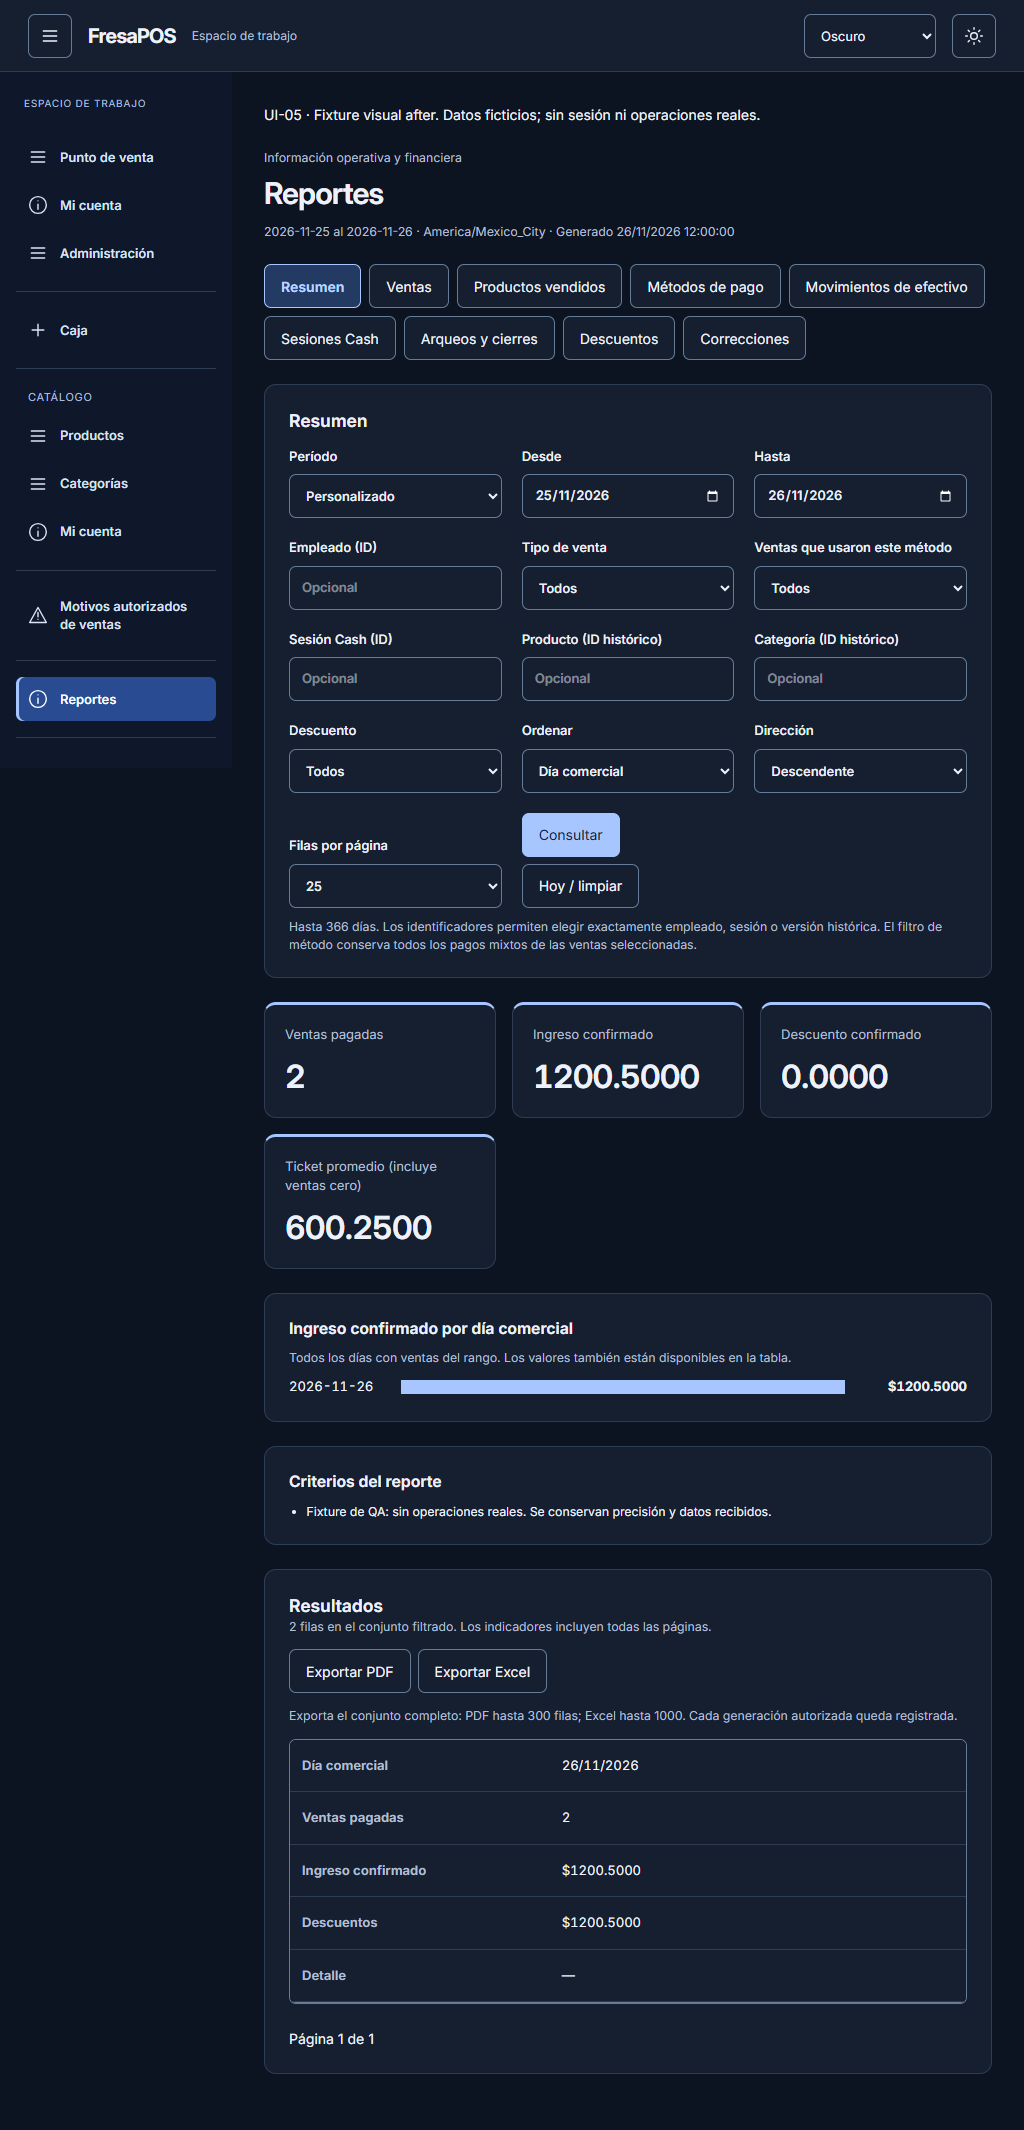 FresaPOS
Espacio de trabajo
Oscuro
ESPACIO DE TRABAJO
Punto de venta
Mi cuenta
Administración
Caja
CATÁLOGO
Productos
Categorías
Mi cuenta
Motivos autorizados
de ventas
Reportes
UI-05 · Fixture visual after. Datos ficticios; sin sesión ni operaciones reales.
Información operativa y financiera
Reportes
2026-11-25 al 2026-11-26 · America/Mexico_City · Generado 26/11/2026 12:00:00
Resumen
Ventas
Productos vendidos
Métodos de pago
Movimientos de efectivo
Sesiones Cash
Arqueos y cierres
Descuentos
Correcciones
Resumen
Período
Desde
Hasta
Personalizado
25/11/2026
26/11/2026
Empleado (ID)
Tipo de venta
Ventas que usaron este método
Opcional
Todos
Todos
Sesión Cash (ID)
Producto (ID histórico)
Categoría (ID histórico)
Opcional
Opcional
Opcional
Descuento
Ordenar
Dirección
Todos
Día comercial
Descendente
Filas por página
Consultar
25
Hoy / limpiar
Hasta 366 días. Los identificadores permiten elegir exactamente empleado, sesión o versión histórica. El filtro de
método conserva todos los pagos mixtos de las ventas seleccionadas.
Ventas pagadas
2
Ingreso confirmado
1200.5000
Descuento confirmado
0.0000
Ticket promedio (incluye
ventas cero)
600.2500
Ingreso confirmado por día comercial
Todos los días con ventas del rango. Los valores también están disponibles en la tabla.
2026-11-26
$1200.5000
Criterios del reporte
• Fixture de QA: sin operaciones reales. Se conservan precisión y datos recibidos.
Resultados
2 filas en el conjunto filtrado. Los indicadores incluyen todas las páginas.
Exportar PDF
Exportar Excel
Exporta el conjunto completo: PDF hasta 300 filas; Excel hasta 1000. Cada generación autorizada queda registrada.
Día comercial
26/11/2026
Ventas pagadas
2
Ingreso confirmado
$1200.5000
Descuentos
$1200.5000
Detalle
—
Página 1 de 1